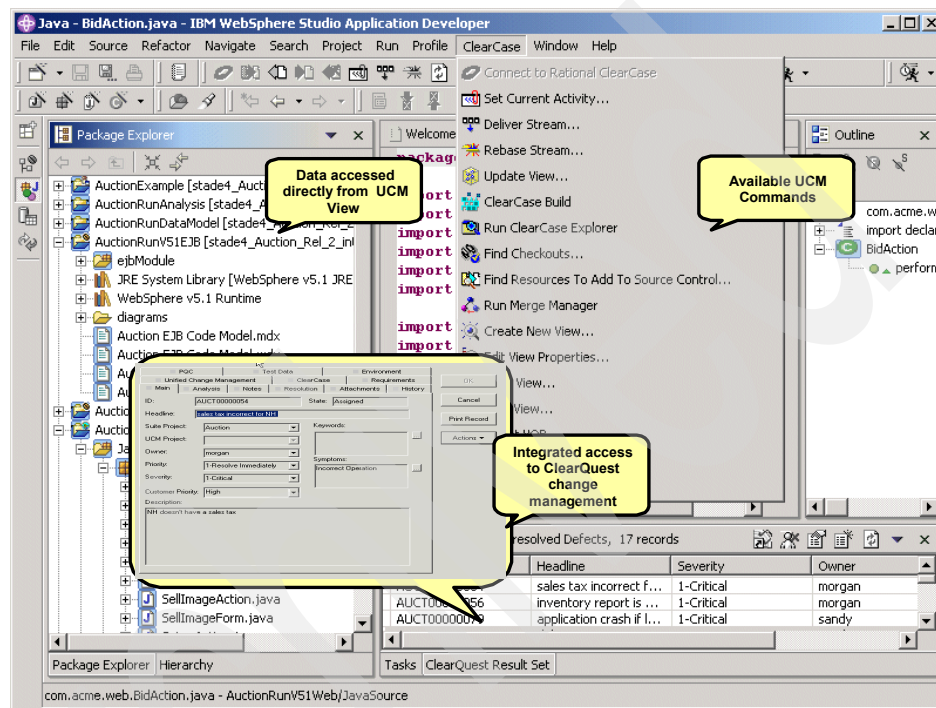 Java - BidAction.java - IBM WebSphere Studio Application Developer
File Edit Source Refactor Navigate Search Project Run Profile ClearCase Window Help
Connect to Rational ClearCase
Set Current Activity...
Deliver Stream...
Rebase Stream...
Update View...
ClearCase Build
Run ClearCase Explorer
Find Checkouts...
Find Resources To Add To Source Control...
Run Merge Manager
Create New View...
Edit View Properties...
View...
View...
Package Explorer
AuctionExample [stade4_Aucti
AuctionRunAnalysis [stade4_A
AuctionRunDataModel [stade4_Auction_Rel_2
AuctionRunV51EJB [stade4_Auction_Rel_2_int
ejbModule
JRE System Library [WebSphere v5.1 JRE
WebSphere v5.1 Runtime
diagrams
Auction EJB Code Model.mdx
Auctio
Auctio
Ja
SellImageAction.java
SellImageForm.java
Package Explorer Hierarchy
Data accessed
directly from UCM
View
Welcome
packag
import
import
import
import
import
import
Available UCM
Commands
Outline
com.acme.w
import declar
BidAction
perform
PQC Test Data Environment
Unified Change Management ClearCase Requirements
Main Analysis Notes Resolution Attachments History
ID: AUCT00000054 State: Assigned
Headline: sales tax incorrect for NH
Suite Project: Auction Keywords:
UCM Project:
Owner: morgan
Priority: 1-Resolve Immediately Symptoms:
Severity: 1-Critical Incorrect Operation
Customer Priority: High
Description:
NH doesn't have a sales tax
OK
Cancel
Print Record
Actions
Integrated access
to ClearQuest
change
management
resolved Defects, 17 records
Headline Severity Owner
sales tax incorrect f... 1-Critical morgan
inventory report is ... 1-Critical morgan
application crash if l... 1-Critical sandy
Tasks ClearQuest Result Set
com.acme.web.BidAction.java - AuctionRunV51Web/JavaSource